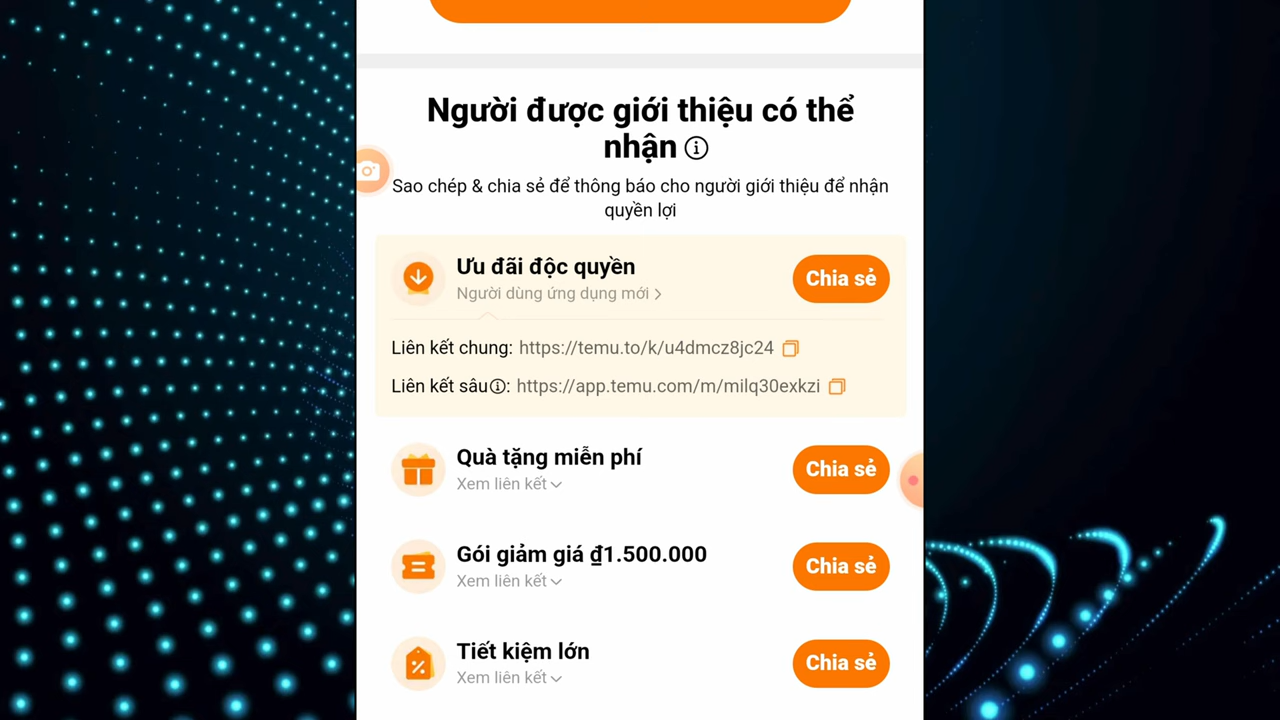 Người được giới thiệu có thể
nhận
Sao chép & chia sẻ để thông báo cho người giới thiệu để nhận
quyền lợi
Ưu đãi độc quyền
Người dùng ứng dụng mới
Chia sẻ
Liên kết chung: https://temu.to/k/u4dmcz8jc24
Liên kết sâu: https://app.temu.com/m/milq30exkzi
Quà tặng miễn phí
Xem liên kết
Chia sẻ
Gói giảm giá ₫1.500.000
Xem liên kết
Chia sẻ
Tiết kiệm lớn
Xem liên kết
Chia sẻ